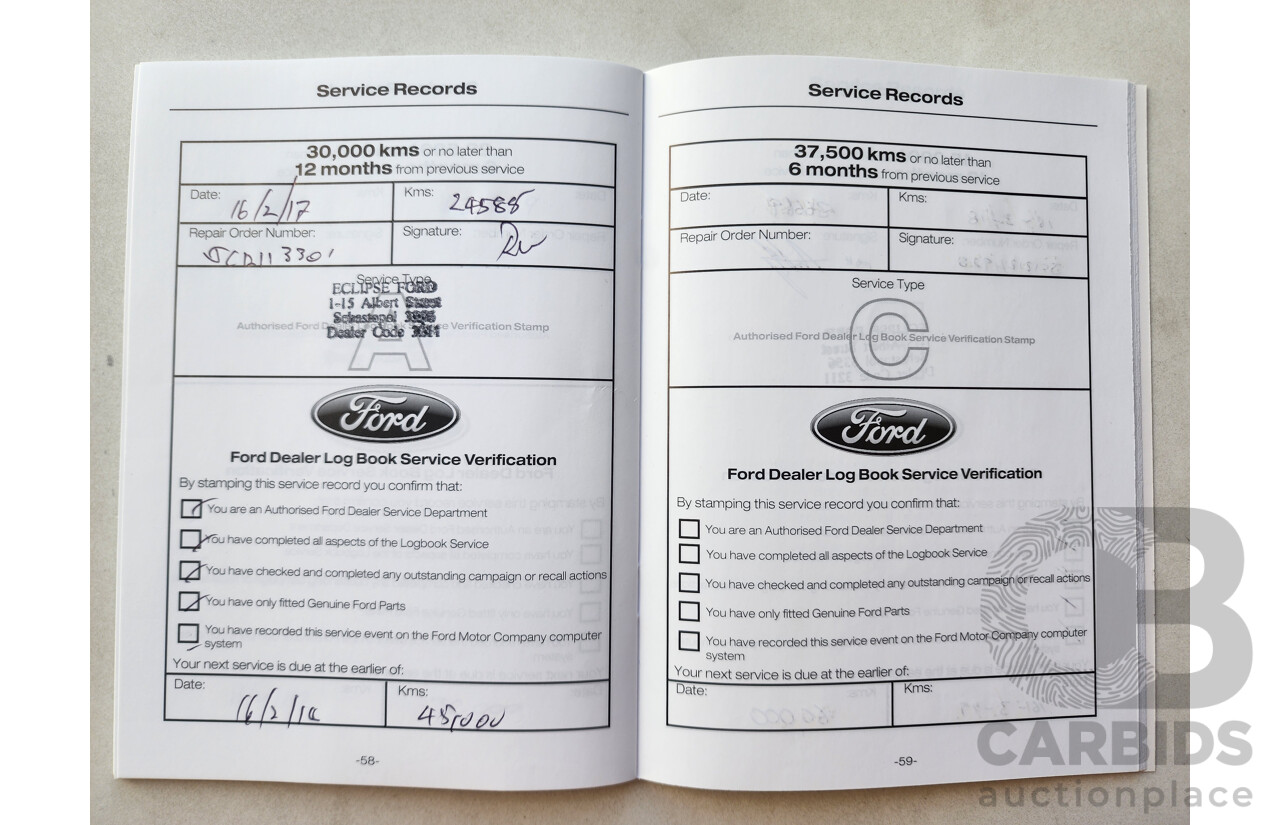 Service Records
30,000 kms or no later than
12 months from previous service
Date: 16/2/17
Kms: 24588
Repair Order Number:
Signature:
Service Type
ECLIPSE FORD
1-15 Albert Street
Sebastopol
Dealer Code
Authorised Ford Dealer Log Book Service Verification Stamp
A
Ford
Ford Dealer Log Book Service Verification
By stamping this service record you confirm that:
You are an Authorised Ford Dealer Service Department
You have completed all aspects of the Logbook Service
You have checked and completed any outstanding campaign or recall actions
You have only fitted Genuine Ford Parts
You have recorded this service event on the Ford Motor Company computer
system
Your next service is due at the earlier of:
Date:
Kms: 45,000
-58-
Service Records
37,500 kms or no later than
6 months from previous service
Date:
Kms:
Repair Order Number:
Signature:
Service Type
C
Authorised Ford Dealer Log Book Service Verification Stamp
Ford
Ford Dealer Log Book Service Verification
By stamping this service record you confirm that:
You are an Authorised Ford Dealer Service Department
You have completed all aspects of the Logbook Service
You have checked and completed any outstanding campaign or recall actions
You have only fitted Genuine Ford Parts
You have recorded this service event on the Ford Motor Company computer
system
Your next service is due at the earlier of:
Date:
Kms:
-59-
CB
CARBIDS
auctionplace